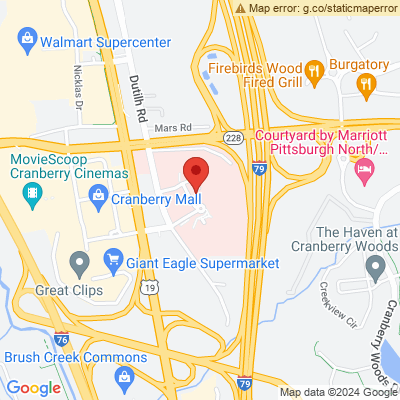 Map error: g.co/staticmaperror
Walmart Supercenter
Nicklas Dr
Dutilh Rd
Firebirds Wood
Fired Grill
Burgatory
Mars Rd
228
Courtyard by Marriott
Pittsburgh North/...
MovieScoop
Cranberry Cinemas
79
Cranberry Mall
The Haven at
Cranberry Woods
Giant Eagle Supermarket
Great Clips
19
Creekview Cir
Cranberry Woods
76
Brush Creek Commons
79
Google
Map data ©2024 Google